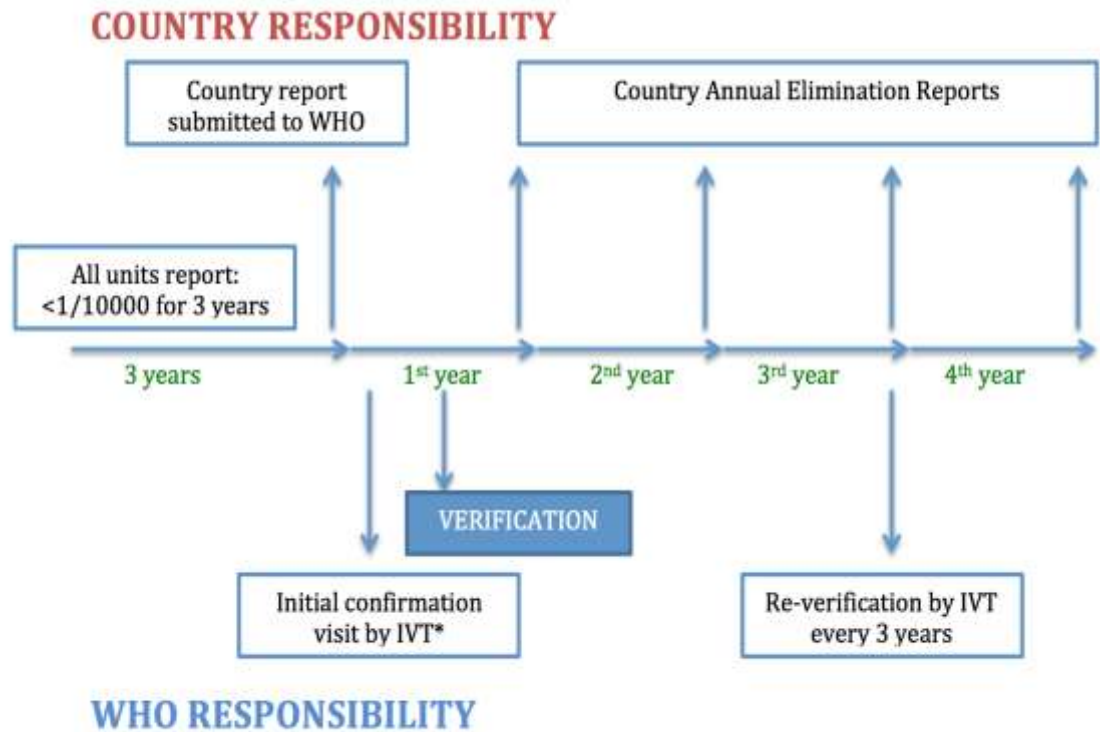 COUNTRY RESPONSIBILITY
Country report
submitted to WHO
Country Annual Elimination Reports
All units report:
<1/10000 for 3 years
3 years
1st year
2nd year
3rd year
4th year
VERIFICATION
Initial confirmation
visit by IVT*
Re-verification by IVT
every 3 years
WHO RESPONSIBILITY